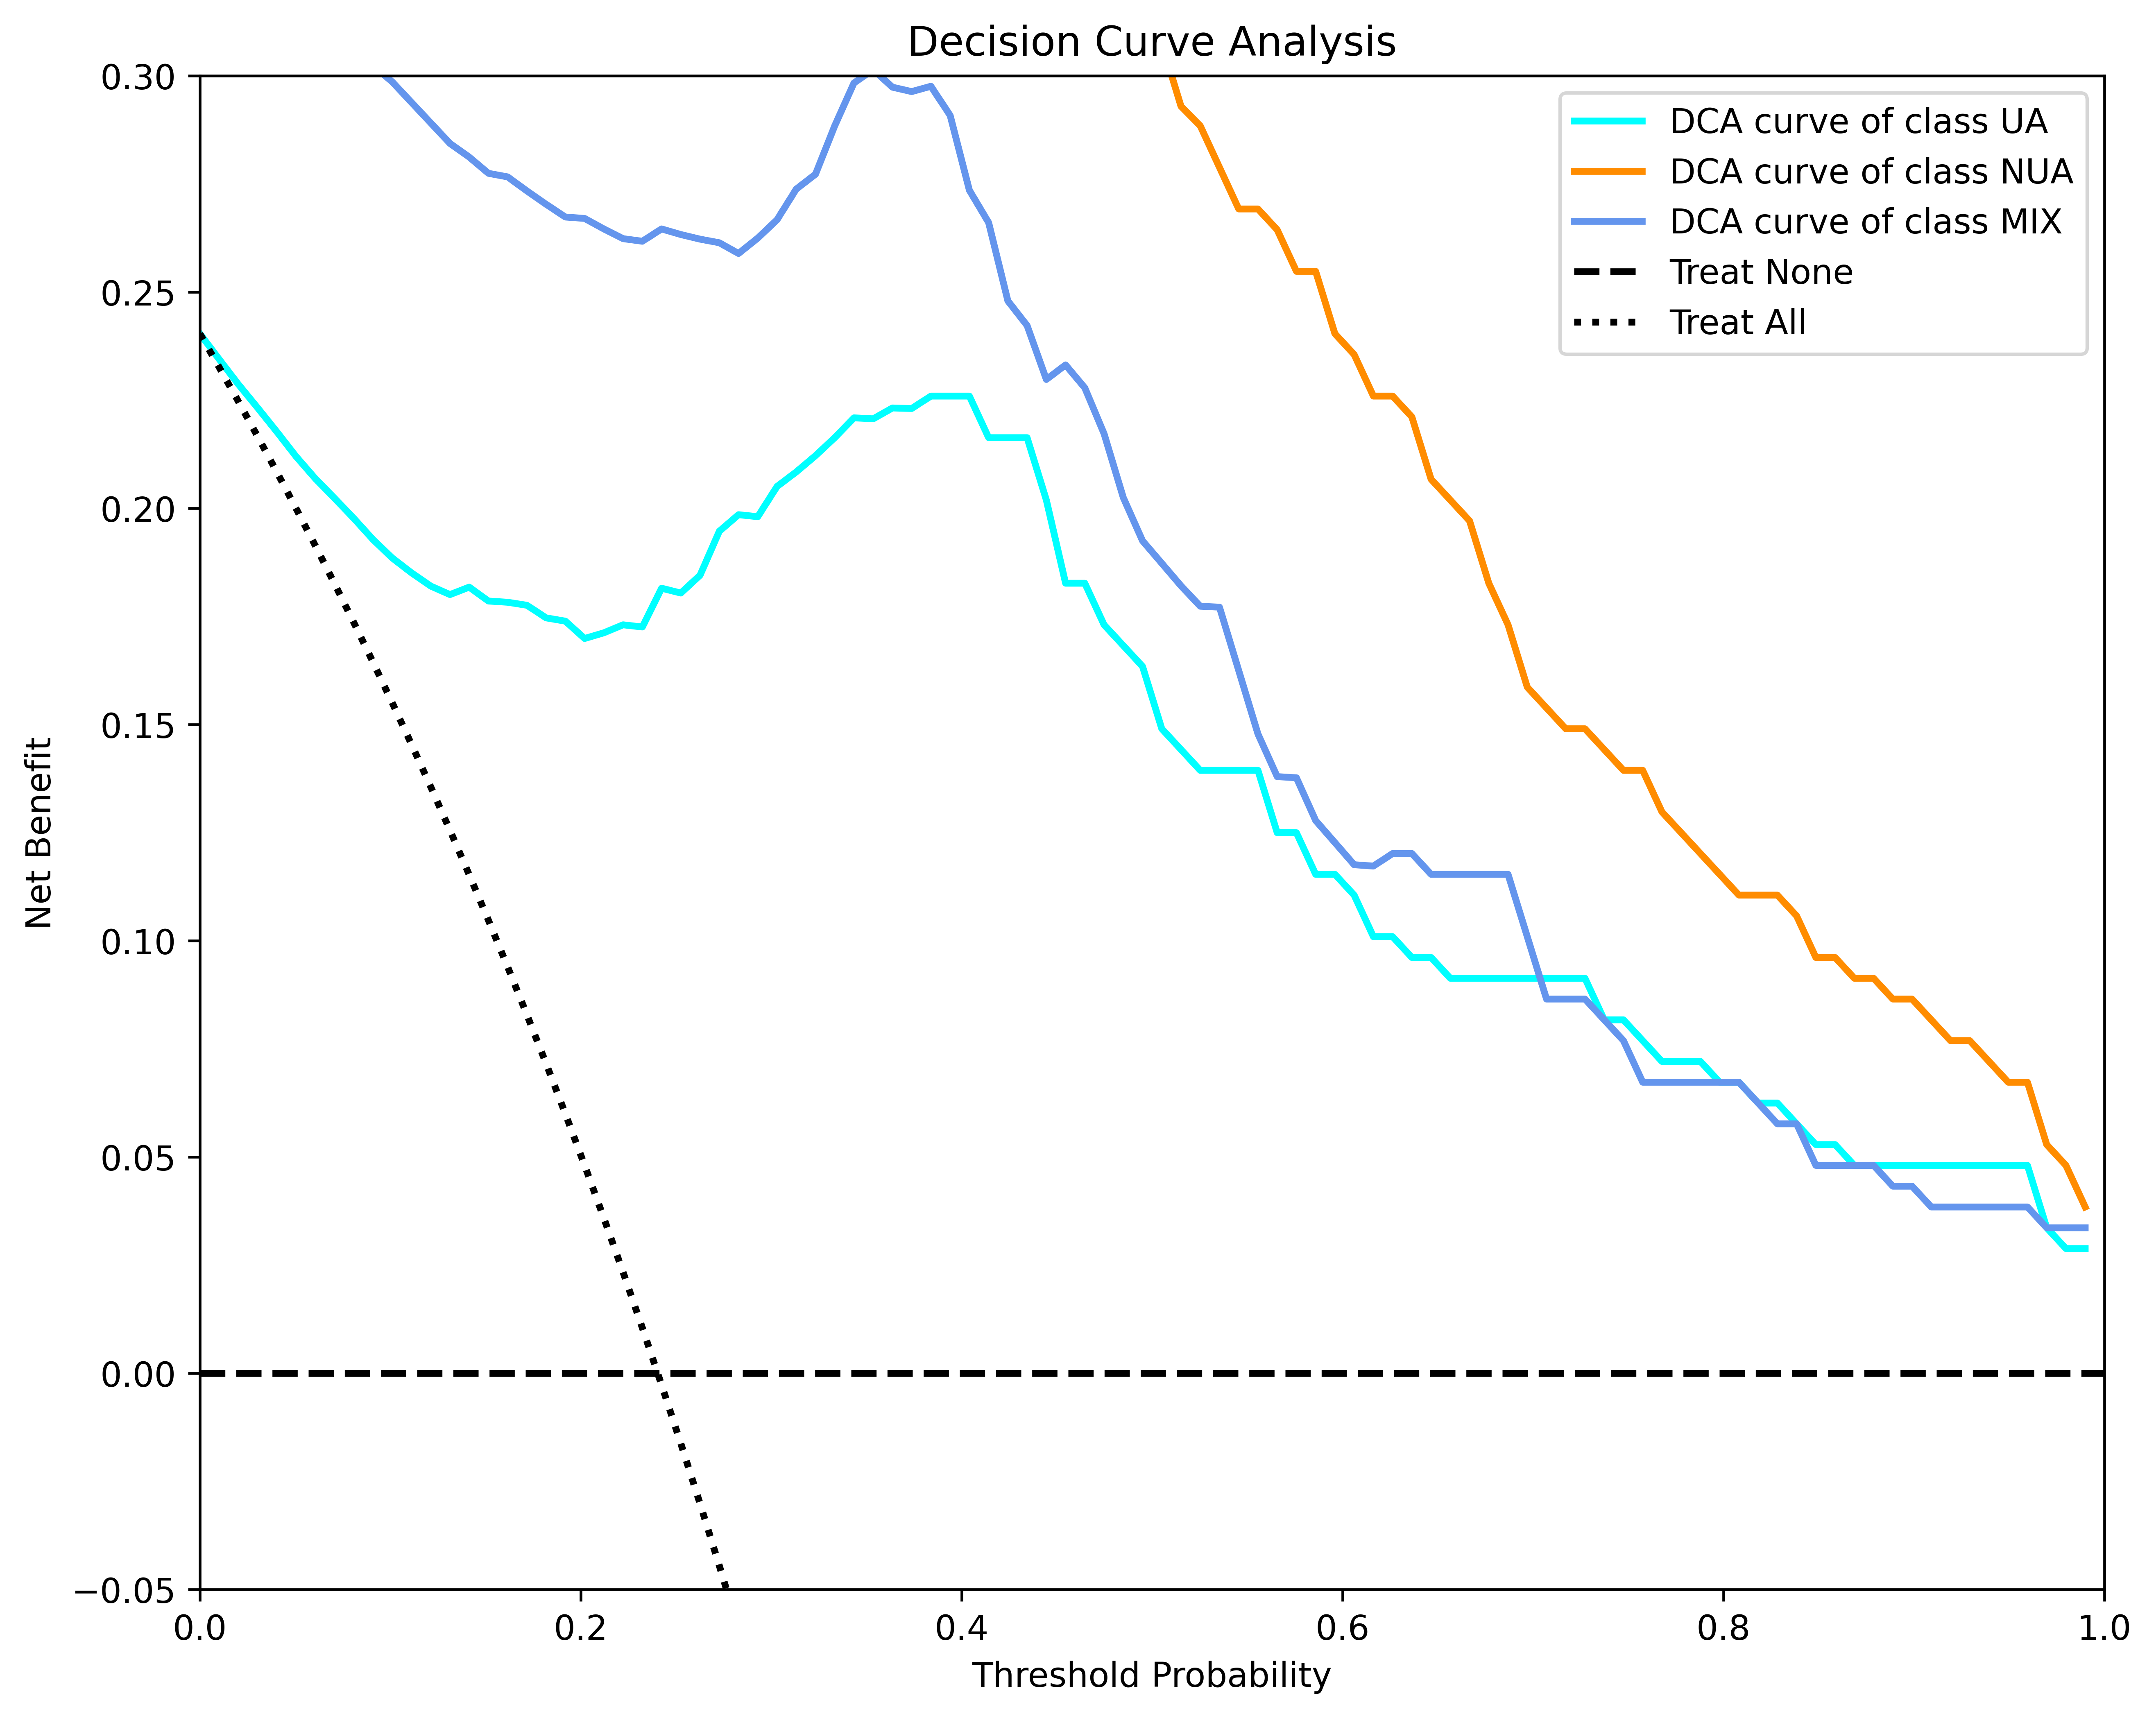 Decision Curve Analysis
0.30
0.25
0.20
0.15
0.10
0.05
0.00
−0.05
Net Benefit
DCA curve of class UA
DCA curve of class NUA
DCA curve of class MIX
Treat None
Treat All
0.0 0.2 0.4 0.6 0.8 1.0
Threshold Probability